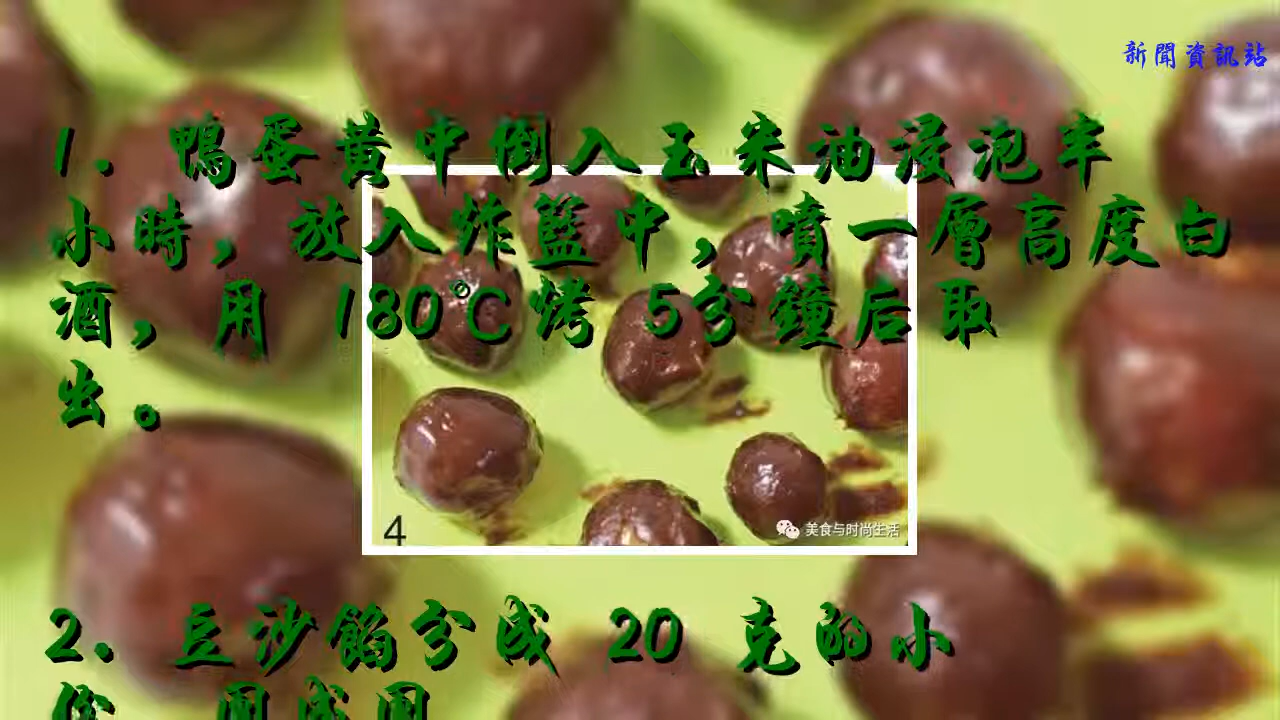 新聞資訊站
1. 鴨蛋黃中倒入玉米油浸泡半
小時，放入炸籃中，噴一層高度白
酒，用 180℃烤 5分鐘后取
出。
4
美食与时尚生活
2. 豆沙餡分成 20 克的小